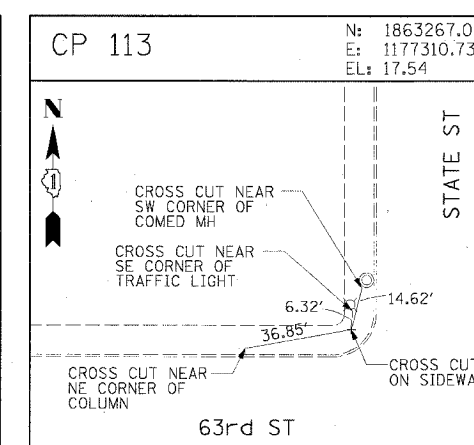 CP 113
N: 1863267.0
E: 1177310.73
EL: 17.54
N
1
STATE ST
CROSS CUT NEAR
SW CORNER OF
COMED MH
CROSS CUT NEAR
SE CORNER OF
TRAFFIC LIGHT
6.32'
14.62'
36.85'
CROSS CUT NEAR
NE CORNER OF
COLUMN
CROSS CUT
ON SIDEWA
63rd ST